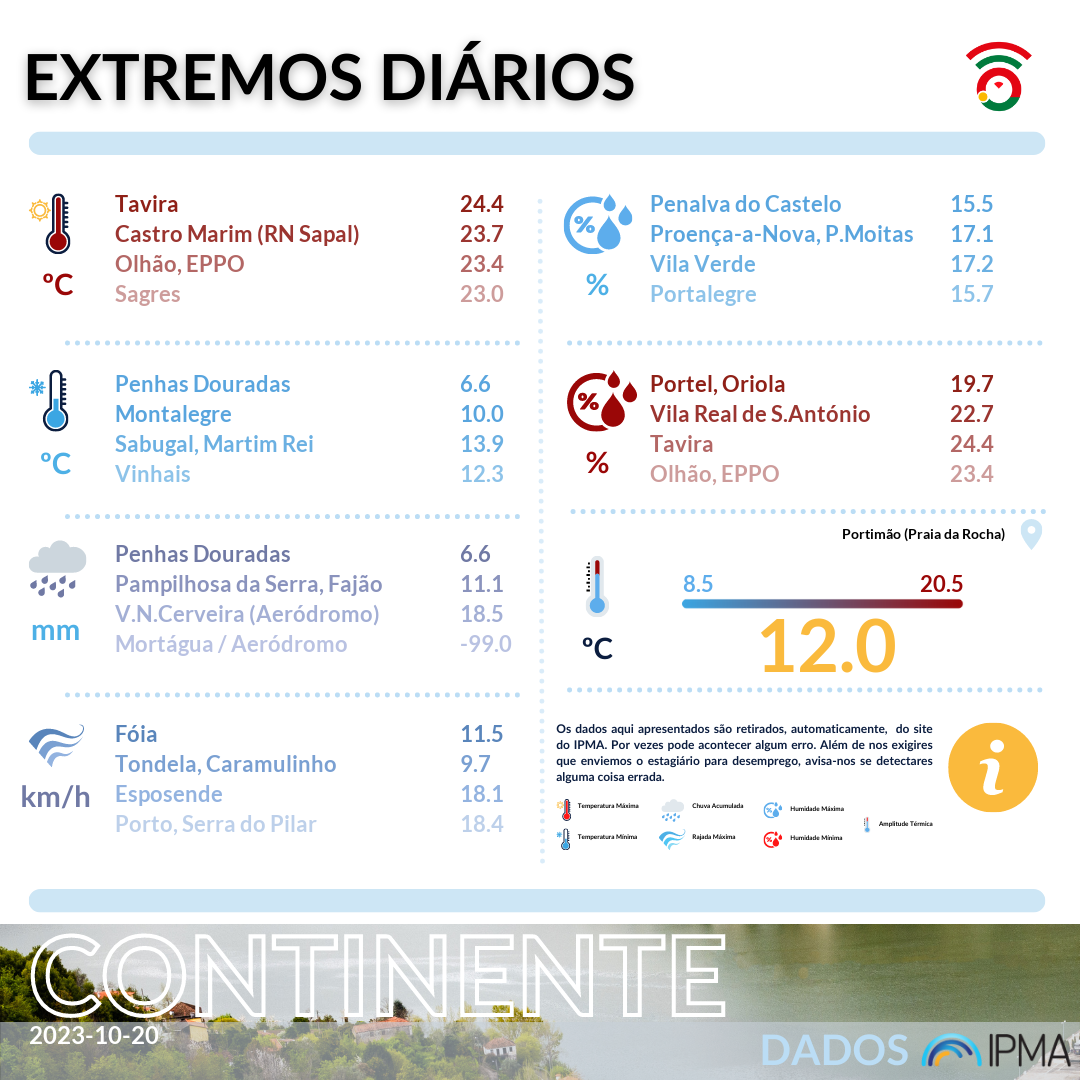 EXTREMOS DIÁRIOS
Tavira 24.4
Castro Marim (RN Sapal) 23.7
Olhão, EPPO 23.4
Sagres 23.0
ºC
Penhas Douradas 6.6
Montalegre 10.0
Sabugal, Martim Rei 13.9
Vinhais 12.3
ºC
Penhas Douradas 6.6
Pampilhosa da Serra, Fajão 11.1
V.N.Cerveira (Aeródromo) 18.5
Mortágua / Aeródromo -99.0
mm
Fóia 11.5
Tondela, Caramulinho 9.7
Esposende 18.1
Porto, Serra do Pilar 18.4
km/h
%
Penalva do Castelo 15.5
Proença-a-Nova, P.Moitas 17.1
Vila Verde 17.2
Portalegre 15.7
%
%
Portel, Oriola 19.7
Vila Real de S.António 22.7
Tavira 24.4
Olhão, EPPO 23.4
%
Portimão (Praia da Rocha)
8.5 20.5
12.0
ºC
Os dados aqui apresentados são retirados, automaticamente, do site
do IPMA. Por vezes pode acontecer algum erro. Além de nos exigires
que enviemos o estagiário para desemprego, avisa-nos se detectares
alguma coisa errada.
i
Temperatura Máxima Chuva Acumulada Humidade Máxima
Amplitude Térmica
Temperatura Mínima Rajada Máxima Humidade Mínima
CONTINENTE
2023-10-20
DADOS IPMA